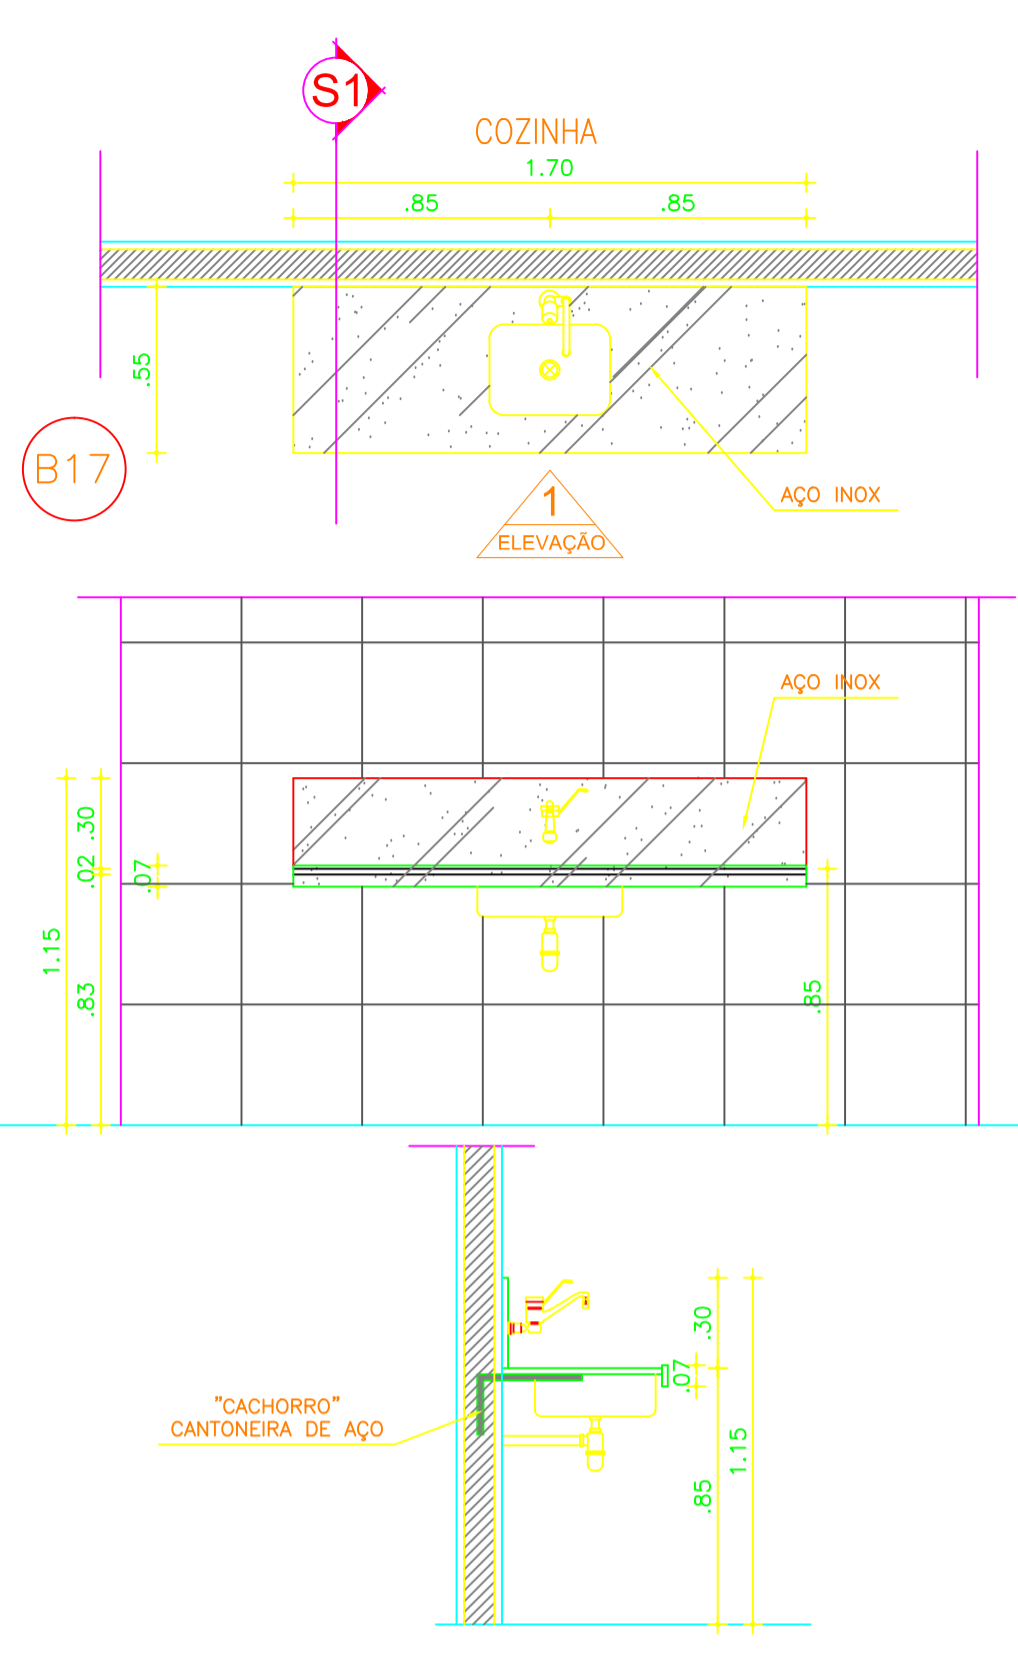 S1
COZINHA
1.70
.85
.85
.55
B17
AÇO INOX
1
ELEVAÇÃO
AÇO INOX
.30
.02
.07
1.15
.83
.85
.30
.07
"CACHORRO"
CANTONEIRA DE AÇO
1.15
.85